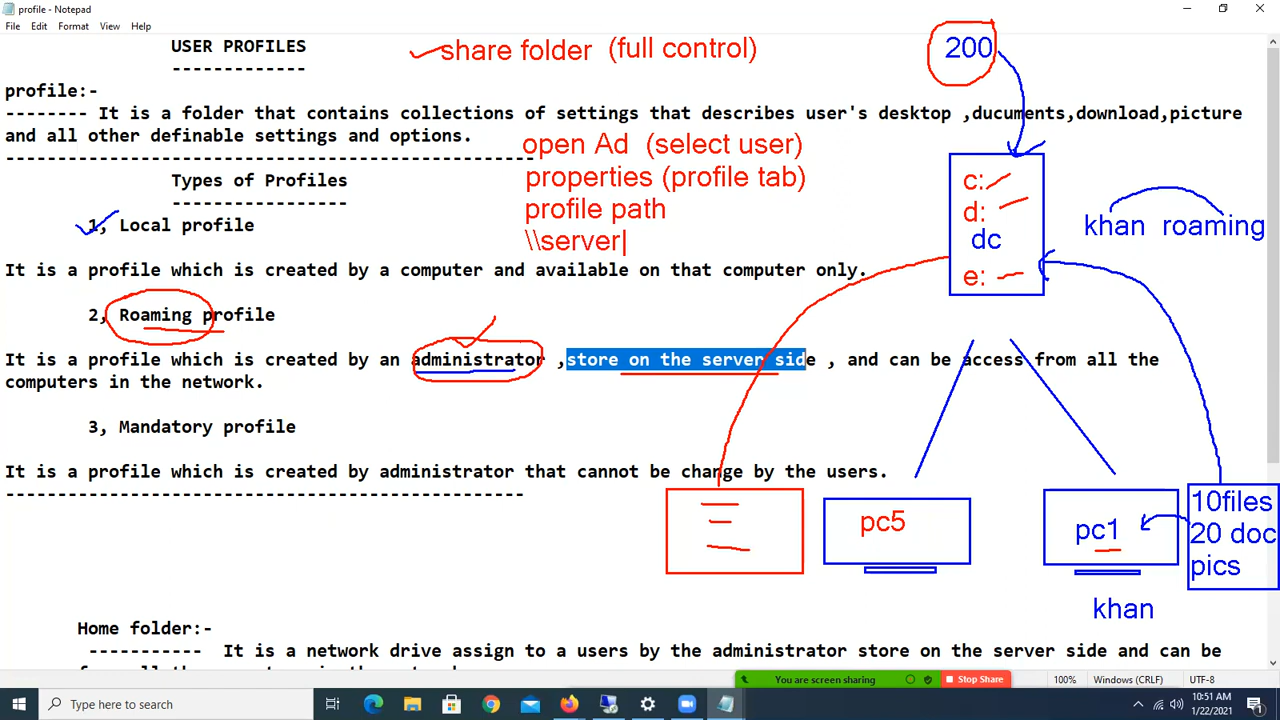 profile - Notepad
File Edit Format View Help
USER PROFILES
-------------
share folder (full control)
200
profile:-
-------- It is a folder that contains collections of settings that describes user's desktop ,ducuments,download,picture
and all other definable settings and options.
-------------------------------------------------------------
open Ad (select user)
properties (profile tab)
profile path
\\server|
Types of Profiles
-----------------
1, Local profile
It is a profile which is created by a computer and available on that computer only.
2, Roaming profile
It is a profile which is created by an administrator ,store on the server side , and can be access from all the
computers in the network.
3, Mandatory profile
It is a profile which is created by administrator that cannot be change by the users.
------------------------------------------------------------
c:
d:
dc
e:
khan roaming
pc5
pc1
10files
20 doc
pics
khan
Home folder:-
----------- It is a network drive assign to a users by the administrator store on the server side and can be
You are screen sharing
Stop Share
100% Windows (CRLF) UTF-8
Type here to search
10:51 AM
1/22/2021
1